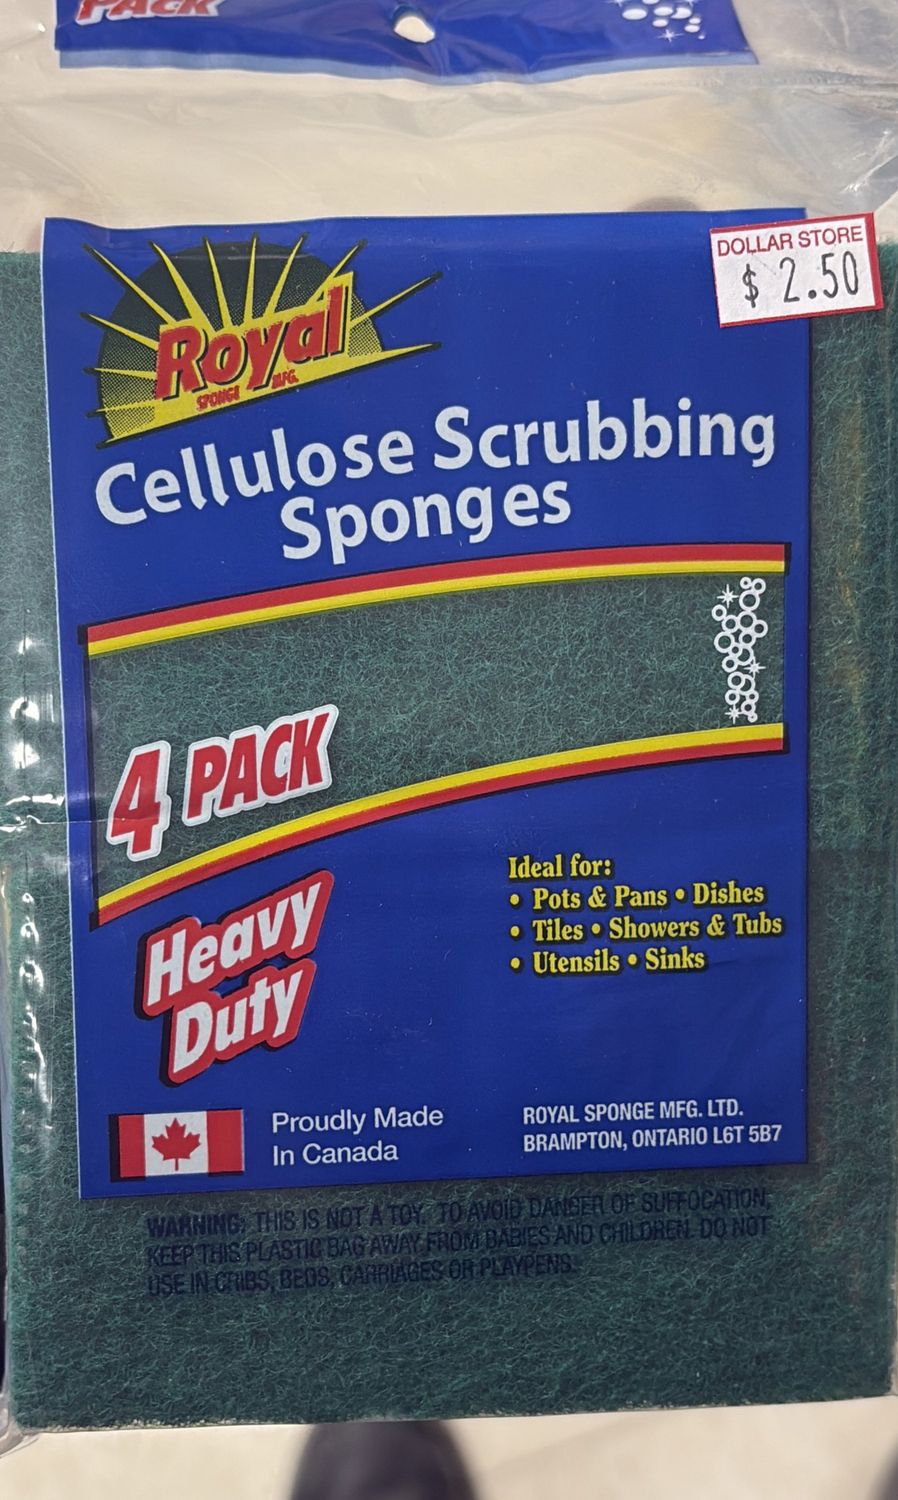 PACK
DOLLAR STORE
$ 2.50
Royal
SPONGE MFG.
Cellulose Scrubbing
Sponges
4 PACK
Heavy
Duty
Ideal for:
• Pots & Pans • Dishes
• Tiles • Showers & Tubs
• Utensils • Sinks
Proudly Made
In Canada
ROYAL SPONGE MFG. LTD.
BRAMPTON, ONTARIO L6T 5B7
WARNING: THIS IS NOT A TOY. TO AVOID DANGER OF SUFFOCATION,
KEEP THIS PLASTIC BAG AWAY FROM BABIES AND CHILDREN. DO NOT
USE IN CRIBS, BEDS, CARRIAGES OR PLAYPENS.